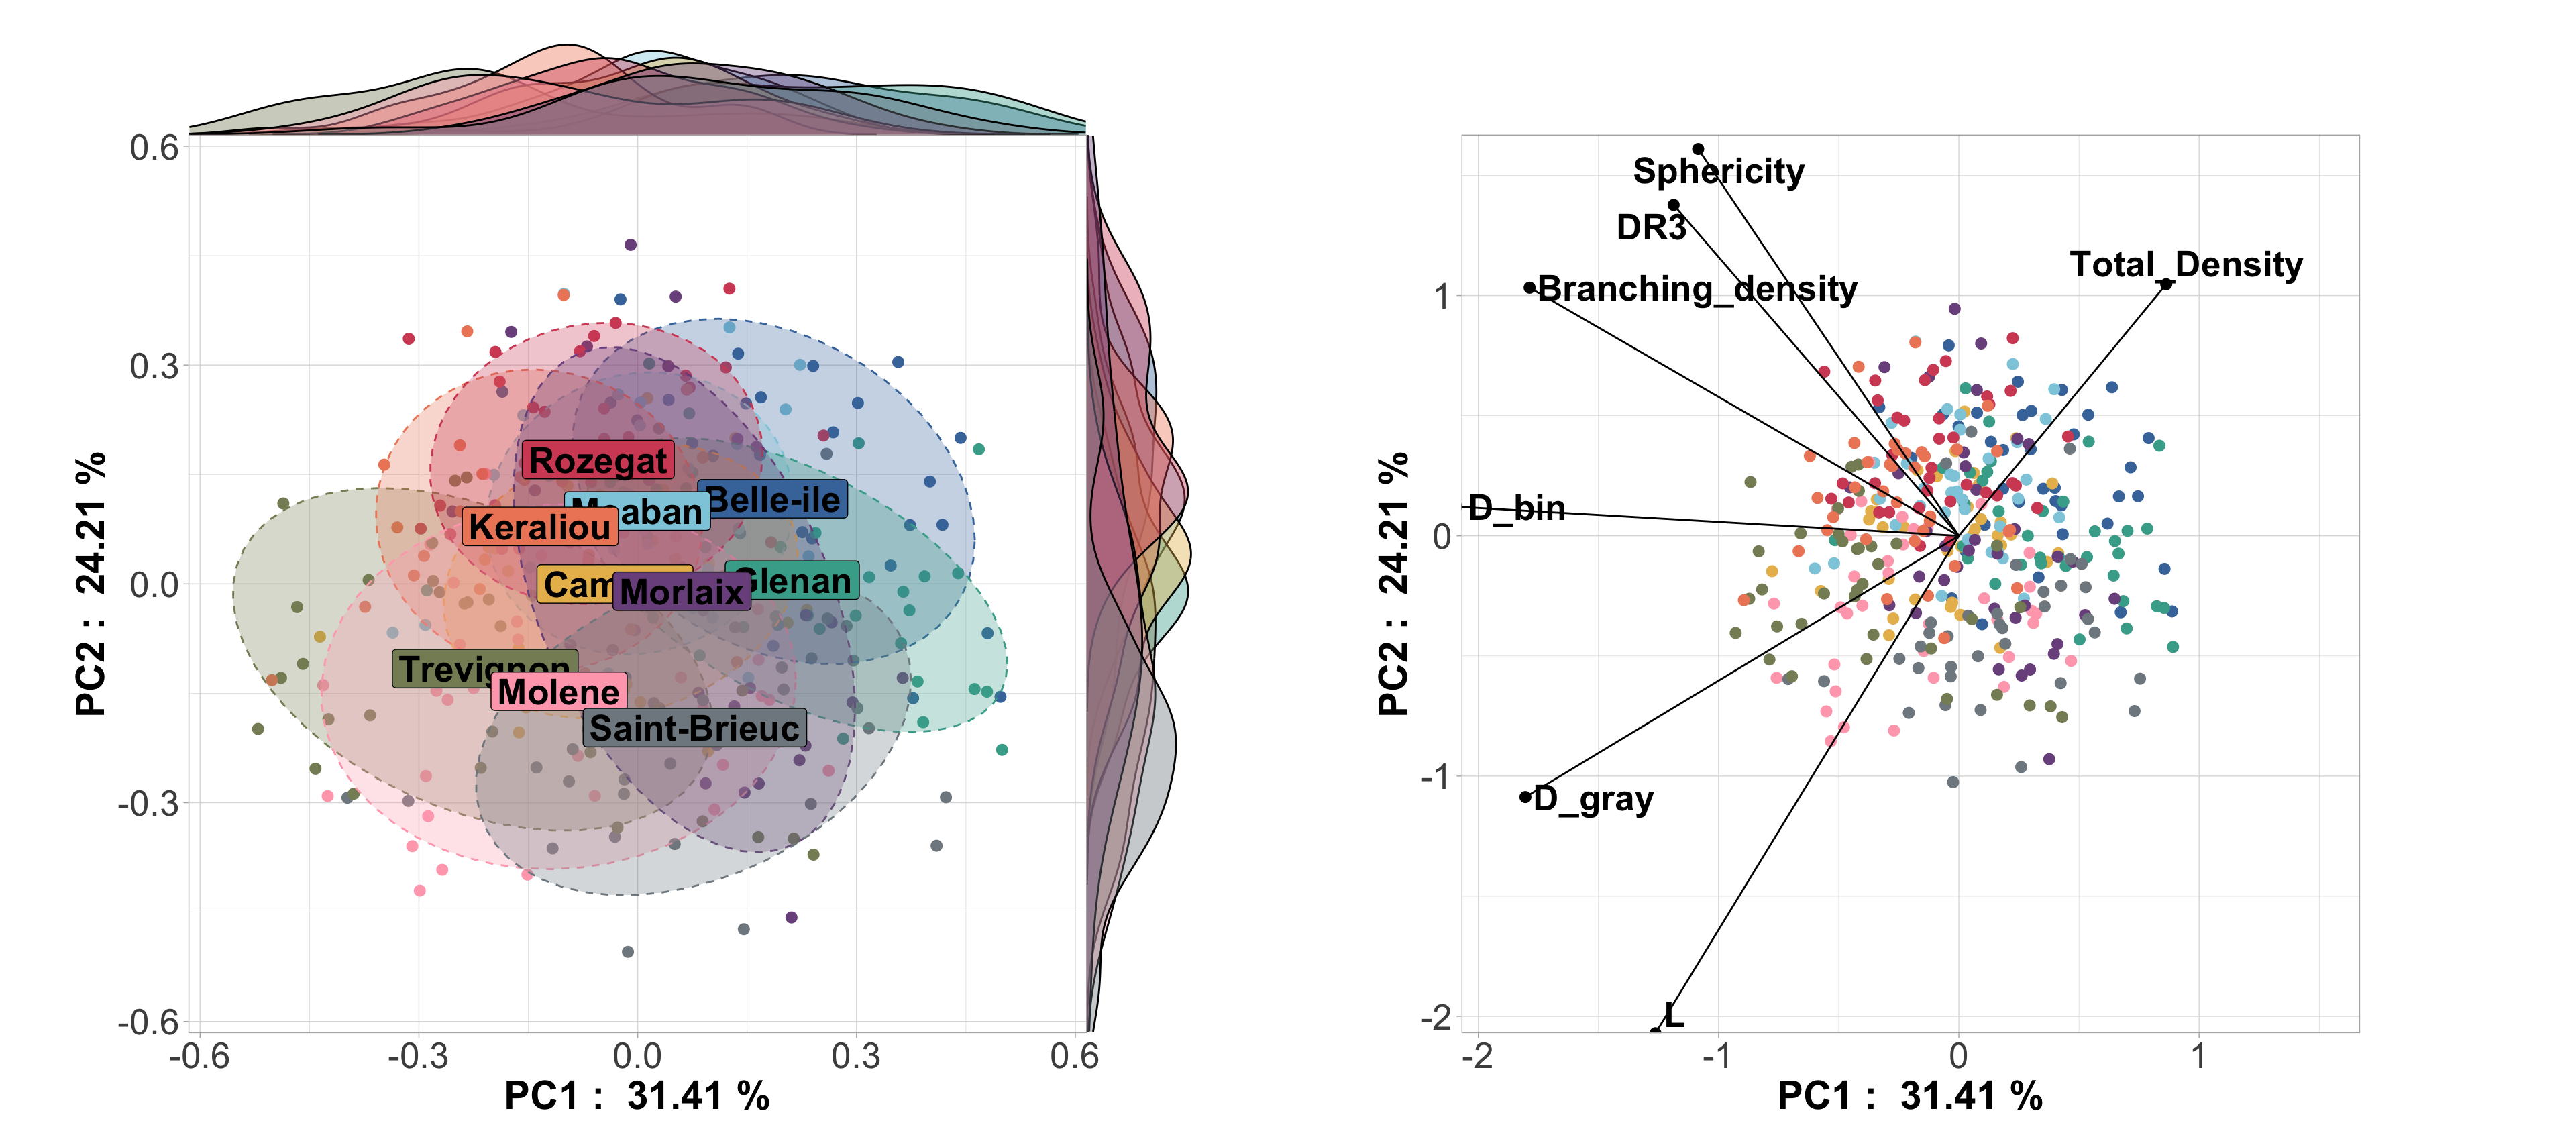 0.6
0.3
0.0
-0.3
-0.6
-0.6
-0.3
0.0
0.3
0.6
PC2 : 24.21 %
PC1 : 31.41 %
Rozegat
Belle-ile
Keraliou
Glenan
Morlaix
Molene
Saint-Brieuc
Sphericity
DR3
Total_Density
Branching_density
D_bin
D_gray
L
1
0
-1
-2
-2
-1
0
1
PC2 : 24.21 %
PC1 : 31.41 %